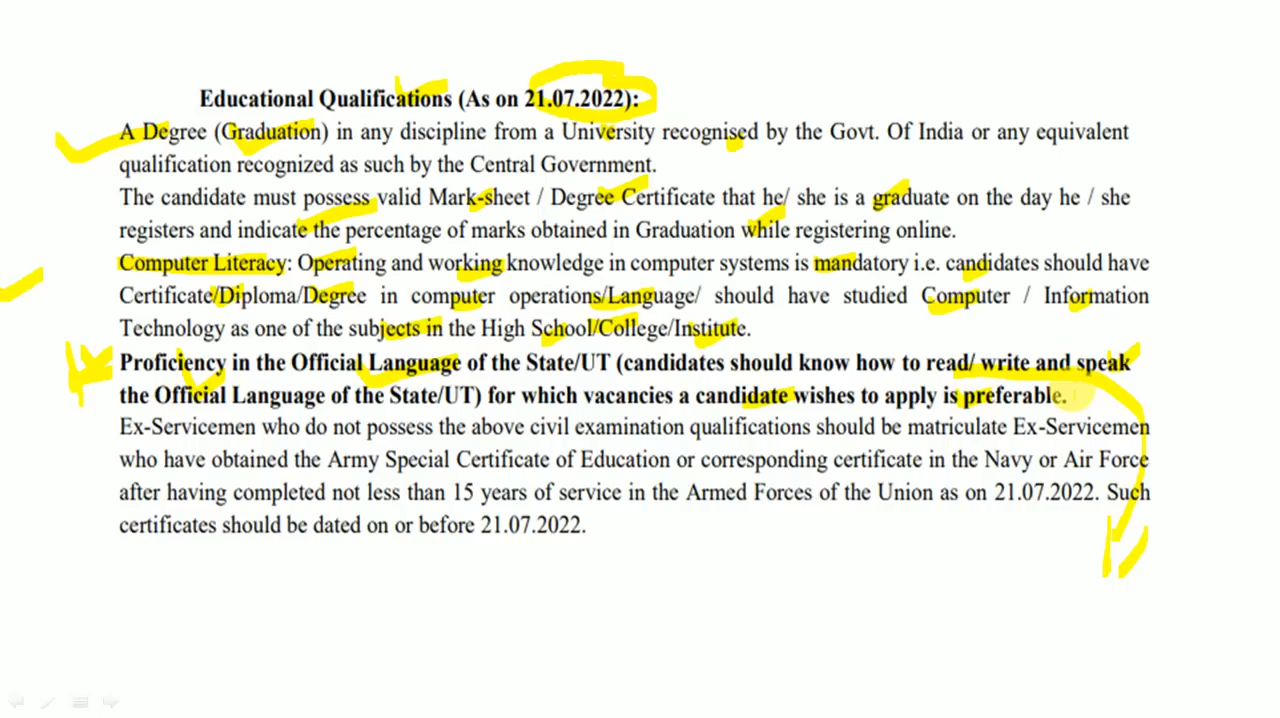 Educational Qualifications (As on 21.07.2022):
A Degree (Graduation) in any discipline from a University recognised by the Govt. Of India or any equivalent
qualification recognized as such by the Central Government.
The candidate must possess valid Mark-sheet / Degree Certificate that he/ she is a graduate on the day he / she
registers and indicate the percentage of marks obtained in Graduation while registering online.
Computer Literacy: Operating and working knowledge in computer systems is mandatory i.e. candidates should have
Certificate/Diploma/Degree in computer operations/Language/ should have studied Computer / Information
Technology as one of the subjects in the High School/College/Institute.
Proficiency in the Official Language of the State/UT (candidates should know how to read/ write and speak
the Official Language of the State/UT) for which vacancies a candidate wishes to apply is preferable.
Ex-Servicemen who do not possess the above civil examination qualifications should be matriculate Ex-Servicemen
who have obtained the Army Special Certificate of Education or corresponding certificate in the Navy or Air Force
after having completed not less than 15 years of service in the Armed Forces of the Union as on 21.07.2022. Such
certificates should be dated on or before 21.07.2022.